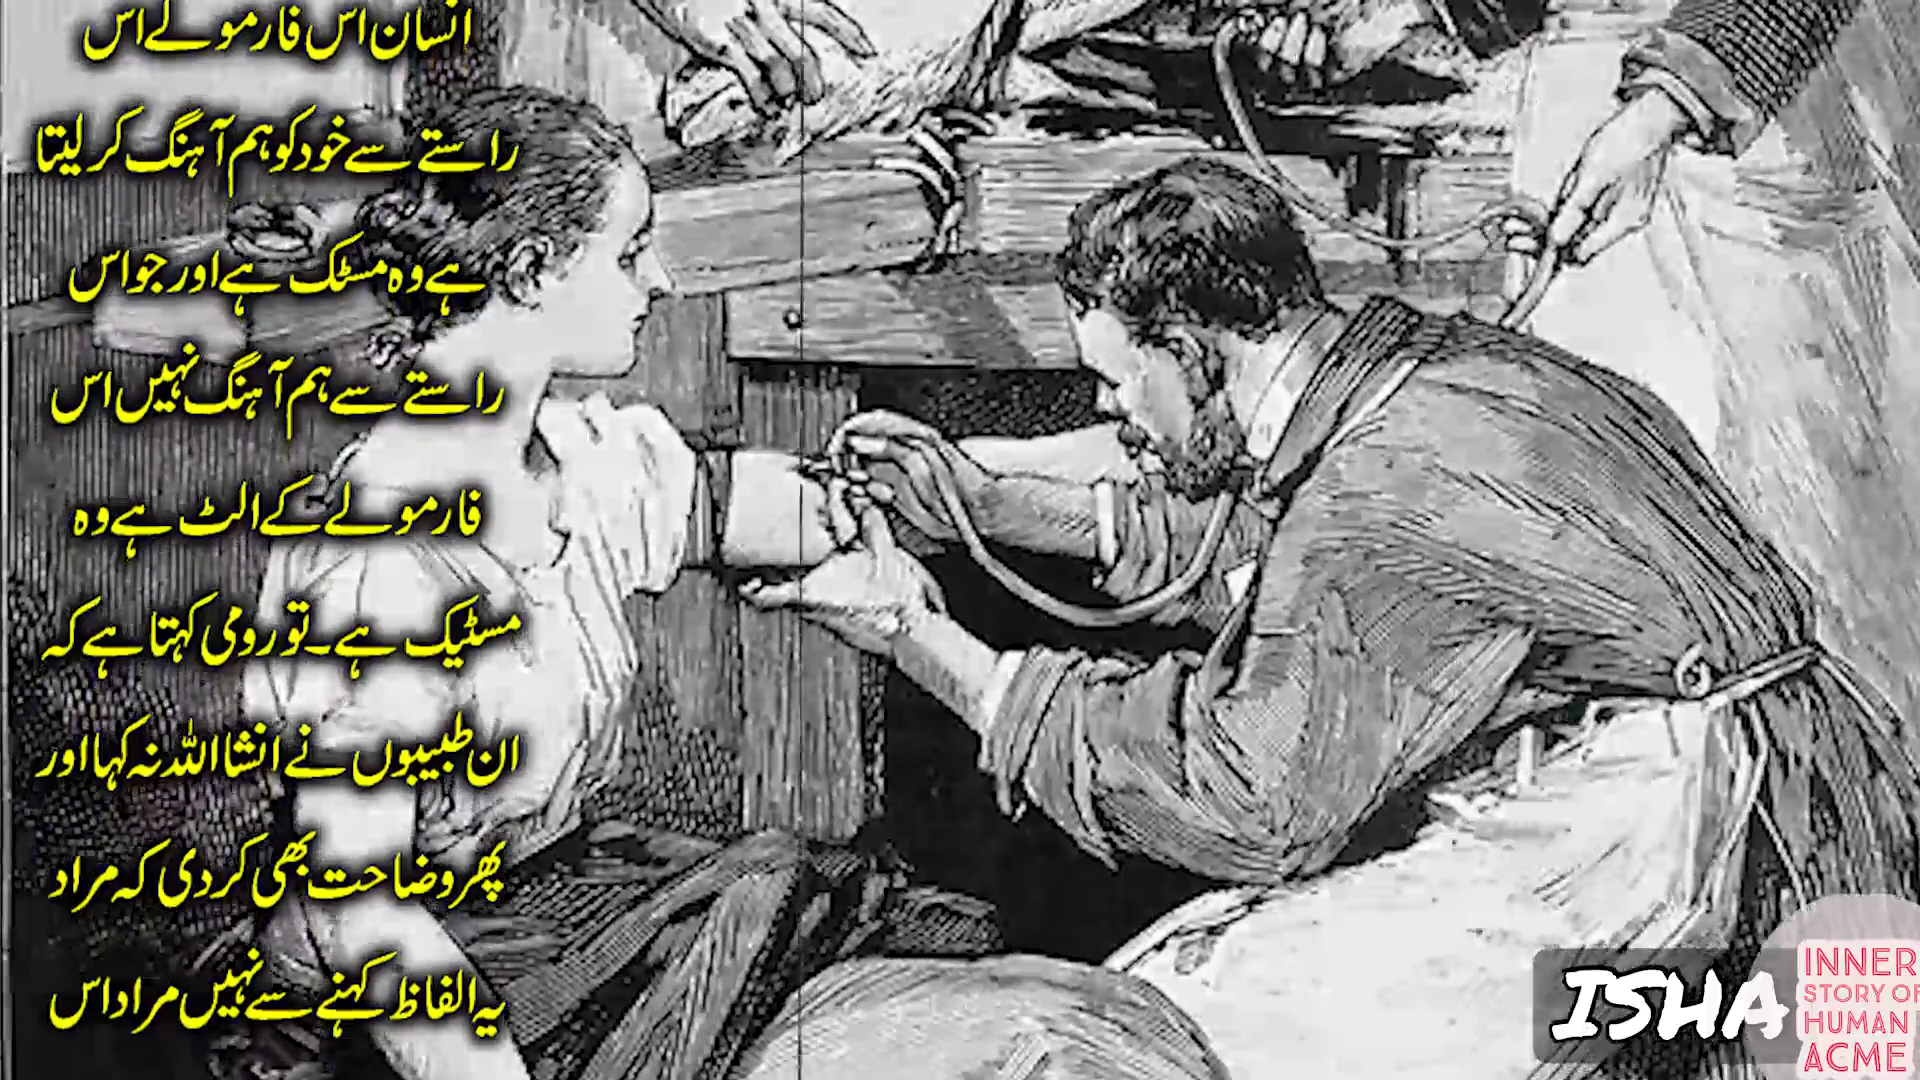 انسان اس فارمولے اس
راستے سے خود کو ہم آہنگ کر لیتا
ہے وہ مسٹک ہے اور جو اس
راستے سے ہم آہنگ نہیں اس
فارمولے کے الٹ ہے وہ
مسٹیک ہے۔ تو رومی کہتا ہے کہ
ان طبیبوں نے انشا اللہ نہ کہا اور
پھر وضاحت بھی کر دی کہ مراد
یہ الفاظ کہنے سے نہیں مراد اس
ISHA
INNER
STORY OF
HUMAN
ACME